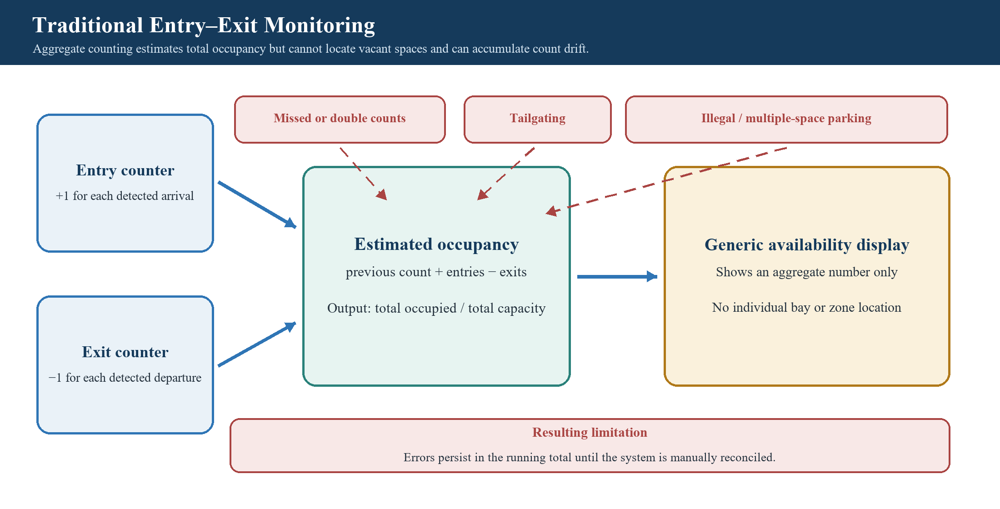 Traditional Entry–Exit Monitoring
Aggregate counting estimates total occupancy but cannot locate vacant spaces and can accumulate count drift.
Missed or double counts
Tailgating
Illegal / multiple-space parking
Entry counter
+1 for each detected arrival
Exit counter
−1 for each detected departure
Estimated occupancy
previous count + entries − exits
Output: total occupied / total capacity
Generic availability display
Shows an aggregate number only
No individual bay or zone location
Resulting limitation
Errors persist in the running total until the system is manually reconciled.